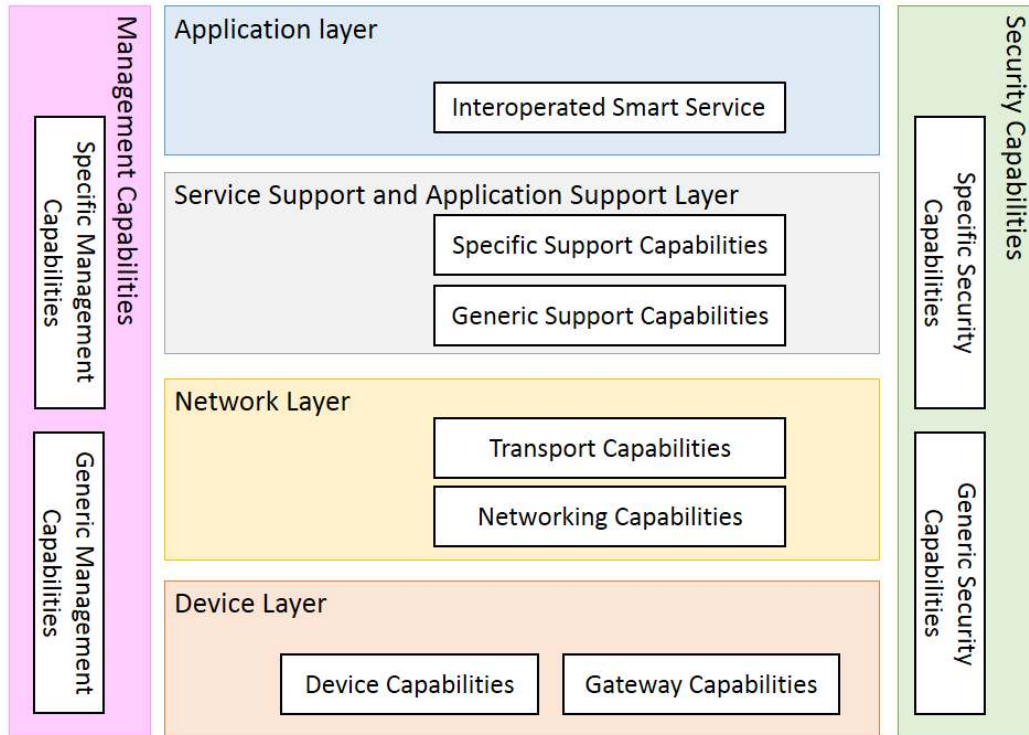 Management Capabilities
Specific Management
Capabilities
Generic Management
Capabilities
Application layer
Interoperated Smart Service
Service Support and Application Support Layer
Specific Support Capabilities
Generic Support Capabilities
Network Layer
Transport Capabilities
Networking Capabilities
Device Layer
Device Capabilities
Gateway Capabilities
Security Capabilities
Specific Security
Capabilities
Generic Security
Capabilities